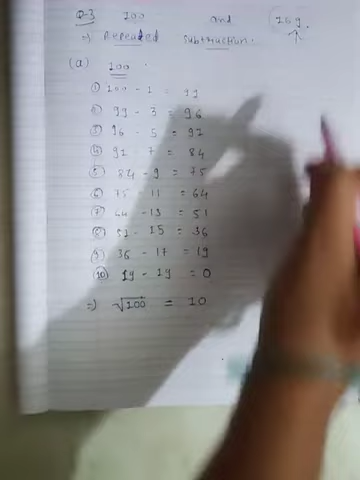 Q-3 100 and 169.
⇒ Repeated subtraction.
(a) 100
① 100 - 1 = 99
② 99 - 3 = 96
③ 96 - 5 = 91
④ 91 - 7 = 84
⑤ 84 - 9 = 75
⑥ 75 - 11 = 64
⑦ 64 - 13 = 51
⑧ 51 - 15 = 36
⑨ 36 - 17 = 19
⑩ 19 - 19 = 0
⇒ √100 = 10